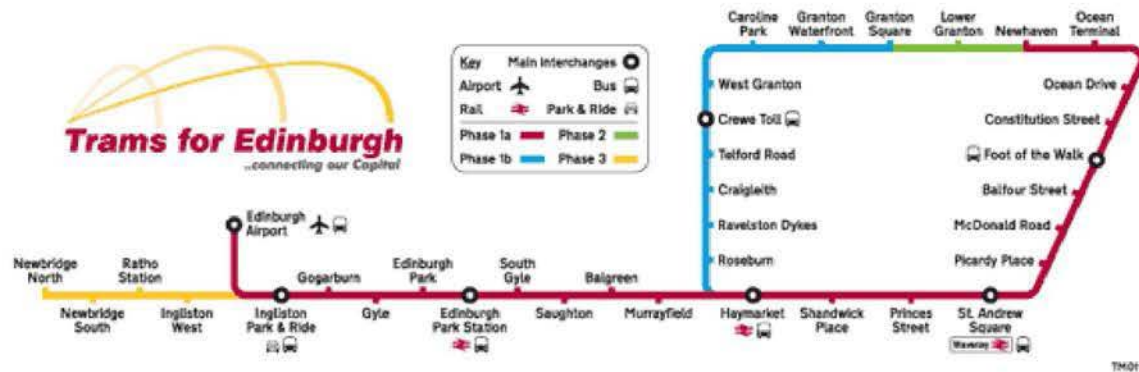 Trams for Edinburgh
...connecting our Capital
Key
Main Interchanges
Airport
Bus
Rail
Park & Ride
Phase 1a
Phase 2
Phase 1b
Phase 3
Caroline
Park
Granton
Waterfront
Granton
Square
Lower
Granton
Newhaven
Ocean
Terminal
West Granton
Crewe Toll
Telford Road
Craigleith
Ravelston Dykes
Roseburn
Ocean Drive
Constitution Street
Foot of the Walk
Balfour Street
McDonald Road
Picardy Place
Edinburgh
Airport
Newbridge
North
Ratho
Station
Gogarburn
Edinburgh
Park
South
Gyle
Balgreen
Newbridge
South
Ingliston
West
Ingliston
Park & Ride
Gyle
Edinburgh
Park Station
Saughton
Murrayfield
Haymarket
Shandwick
Place
Princes
Street
St. Andrew
Square
Waverley